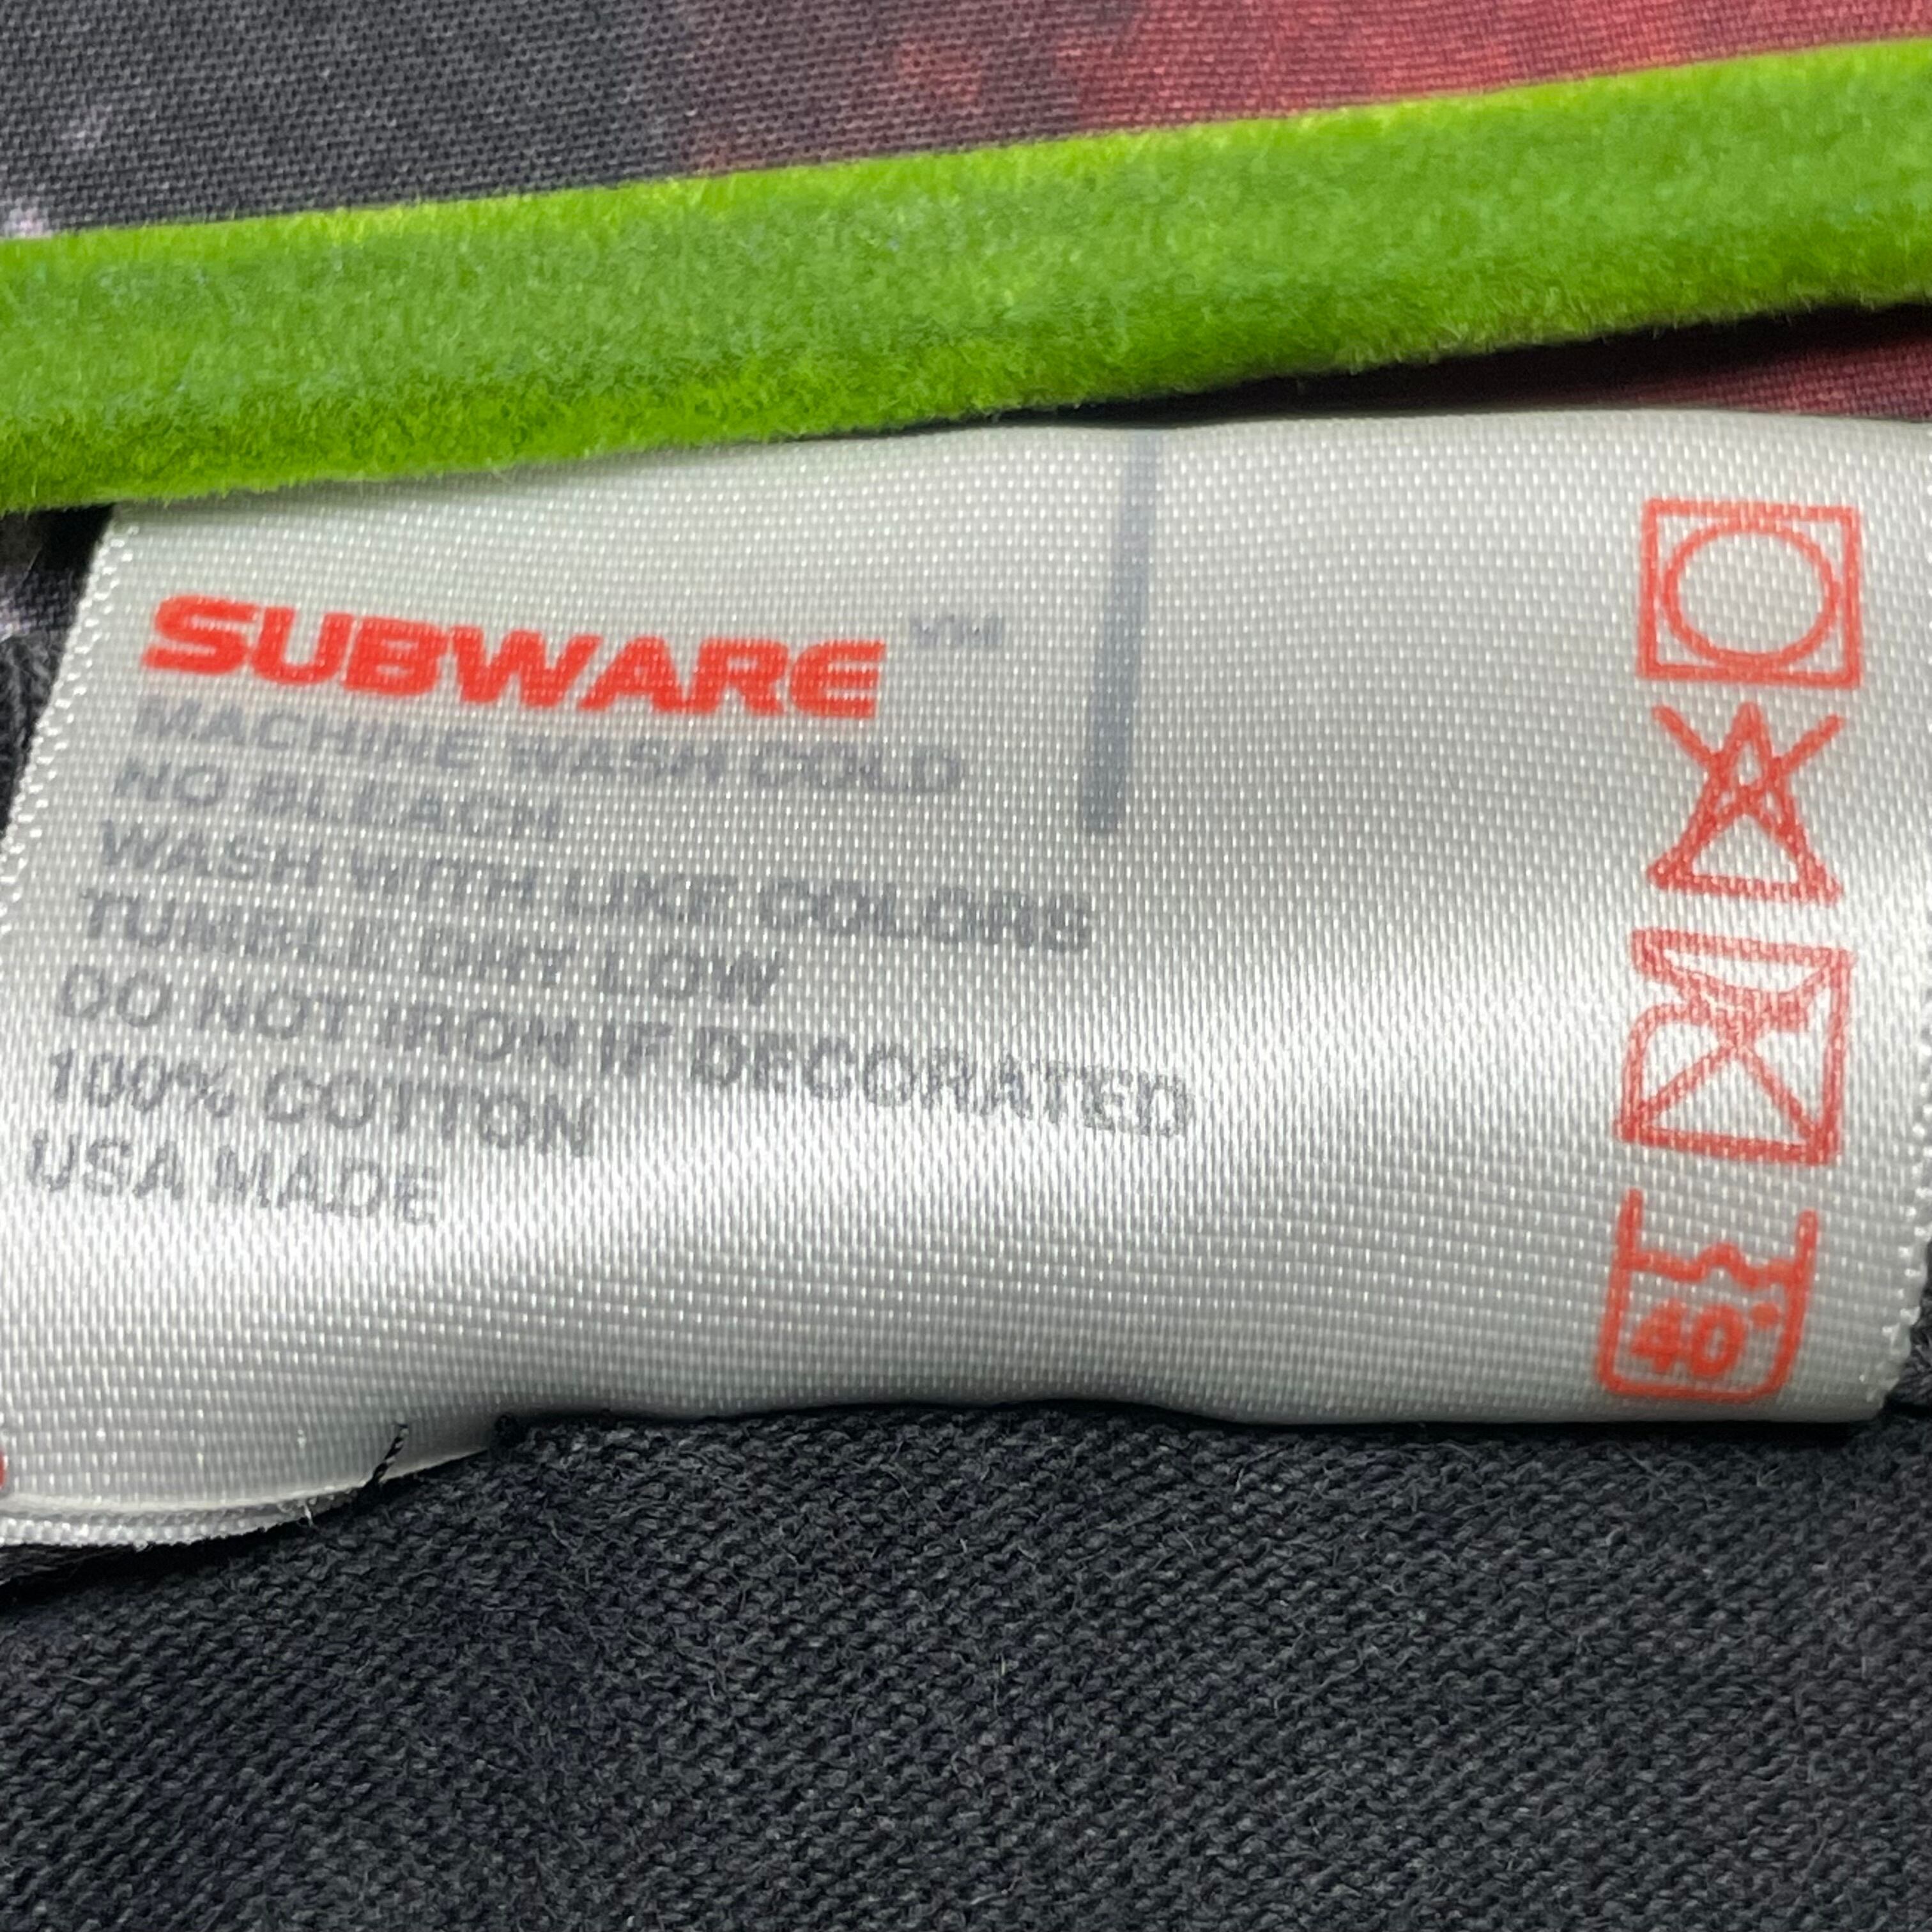 SUBWARE
MACHINE WASH COLD
NO BLEACH
WASH WITH LIKE COLORS
TUMBLE DRY LOW
DO NOT IRON IF DECORATED
100% COTTON
USA MADE
40°